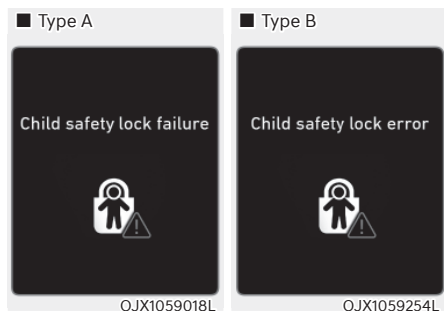 ■ Type A
Child safety lock failure
OJX1059018L
■ Type B
Child safety lock error
OJX1059254L